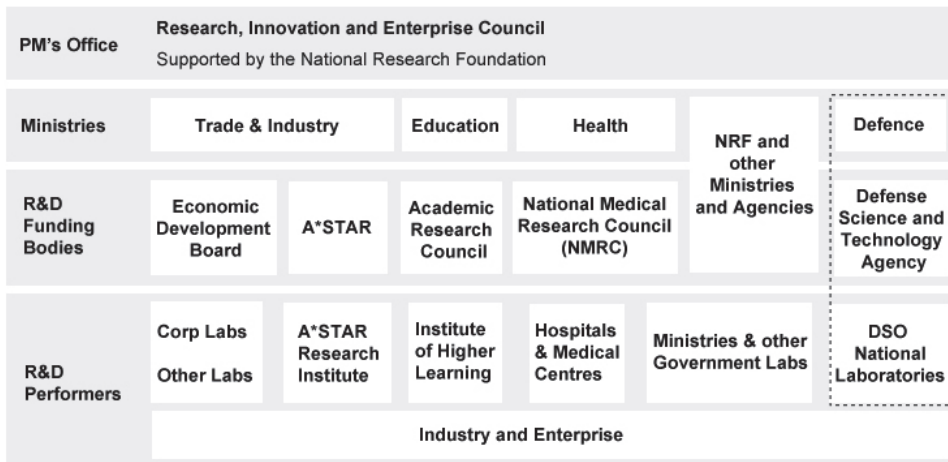 PM's Office
Research, Innovation and Enterprise Council
Supported by the National Research Foundation
Ministries
Trade & Industry
Education
Health
NRF and
other
Ministries
and Agencies
Defence
R&D
Funding
Bodies
Economic
Development
Board
A*STAR
Academic
Research
Council
National Medical
Research Council
(NMRC)
Defense
Science and
Technology
Agency
R&D
Performers
Corp Labs
Other Labs
A*STAR
Research
Institute
Institute
of Higher
Learning
Hospitals
& Medical
Centres
Ministries & other
Government Labs
DSO
National
Laboratories
Industry and Enterprise